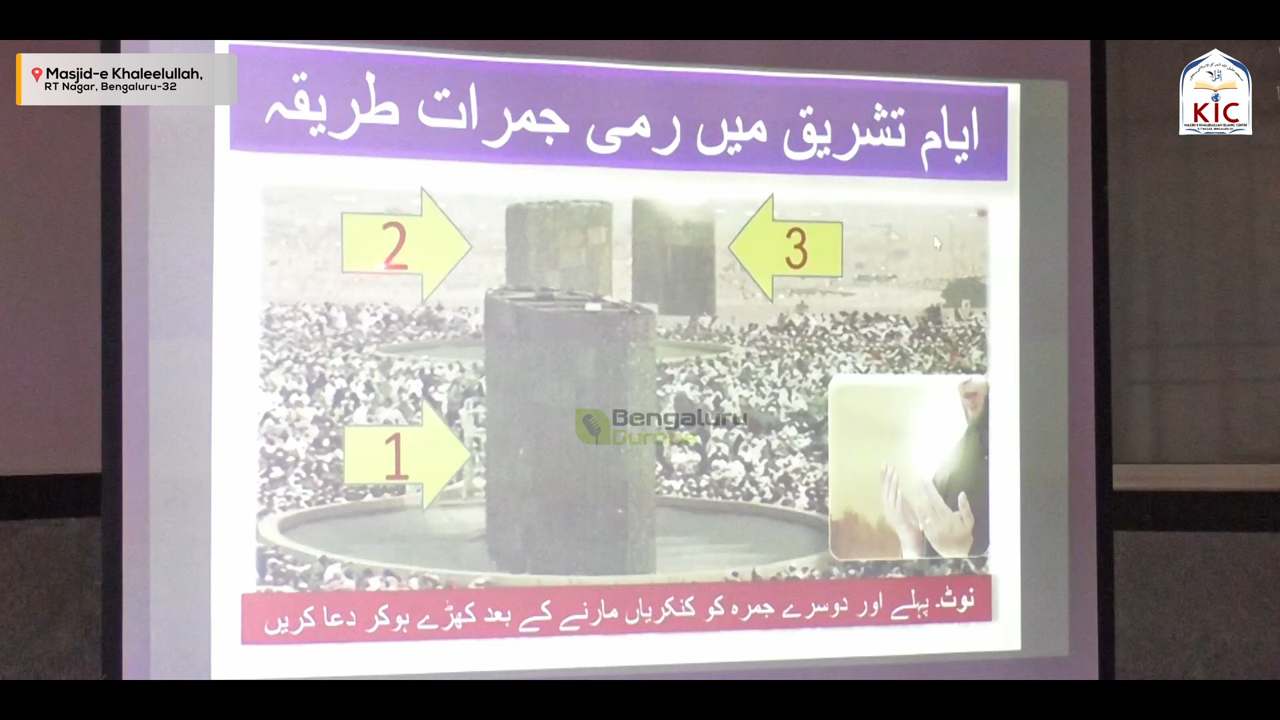 Masjid-e Khaleelullah,
RT Nagar, Bengaluru-32
KIC
ایام تشریق میں رمی جمرات طریقہ
2
3
1
Bengaluru
نوٹ۔ پہلے اور دوسرے جمرہ کو کنکریاں مارنے کے بعد کھڑے ہوکر دعا کریں